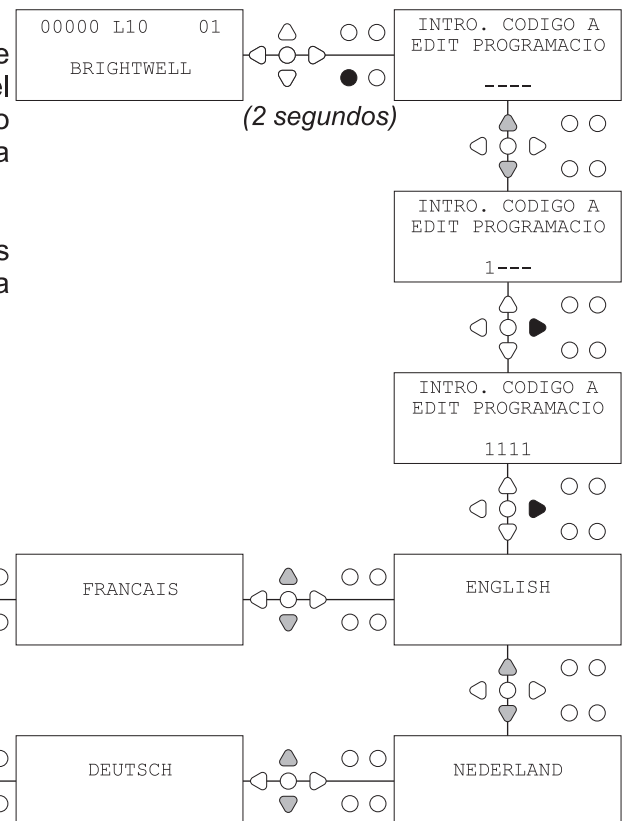 00000 L10 01
BRIGHTWELL
(2 segundos)
INTRO. CODIGO A
EDIT PROGRAMACIO
----
INTRO. CODIGO A
EDIT PROGRAMACIO
1---
INTRO. CODIGO A
EDIT PROGRAMACIO
1111
FRANCAIS
ENGLISH
DEUTSCH
NEDERLAND